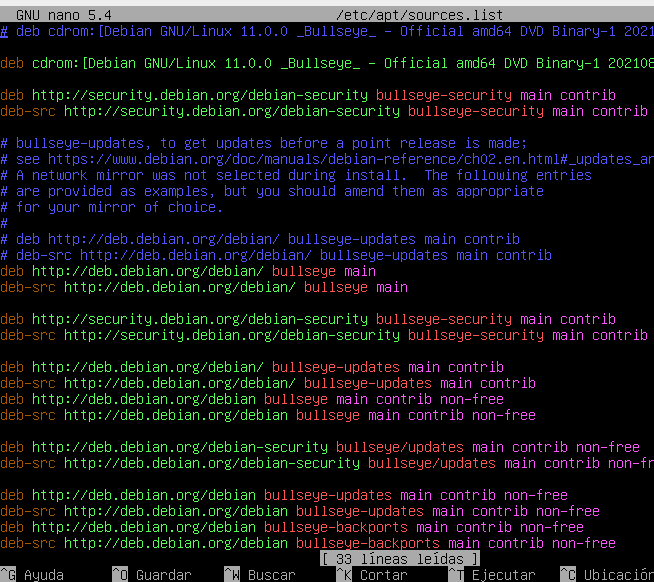 GNU nano 5.4 /etc/apt/sources.list
# deb cdrom:[Debian GNU/Linux 11.0.0 _Bullseye_ - Official amd64 DVD Binary-1 2021
deb cdrom:[Debian GNU/Linux 11.0.0 _Bullseye_ - Official amd64 DVD Binary-1 202108
deb http://security.debian.org/debian-security bullseye-security main contrib
deb-src http://security.debian.org/debian-security bullseye-security main contrib
# bullseye-updates, to get updates before a point release is made;
# see https://www.debian.org/doc/manuals/debian-reference/ch02.en.html#_updates_an
# A network mirror was not selected during install.  The following entries
# are provided as examples, but you should amend them as appropriate
# for your mirror of choice.
#
# deb http://deb.debian.org/debian/ bullseye-updates main contrib
# deb-src http://deb.debian.org/debian/ bullseye-updates main contrib
deb http://deb.debian.org/debian/ bullseye main
deb-src http://deb.debian.org/debian/ bullseye main
deb http://security.debian.org/debian-security bullseye-security main contrib
deb-src http://security.debian.org/debian-security bullseye-security main contrib
deb http://deb.debian.org/debian/ bullseye-updates main contrib
deb-src http://deb.debian.org/debian/ bullseye-updates main contrib
deb http://deb.debian.org/debian bullseye main contrib non-free
deb-src http://deb.debian.org/debian bullseye main contrib non-free
deb http://deb.debian.org/debian-security bullseye/updates main contrib non-free
deb-src http://deb.debian.org/debian-security bullseye/updates main contrib non-fr
deb http://deb.debian.org/debian bullseye-updates main contrib non-free
deb-src http://deb.debian.org/debian bullseye-updates main contrib non-free
deb http://deb.debian.org/debian bullseye-backports main contrib non-free
deb-src http://deb.debian.org/debian bullseye-backports main contrib non-free
[ 33 líneas leídas ]
^G Ayuda ^O Guardar ^W Buscar ^K Cortar ^T Ejecutar ^C Ubicación